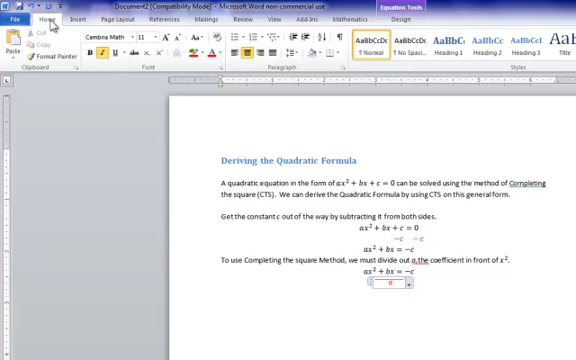 Document2 [Compatibility Mode] - Microsoft Word non-commercial use
Equation Tools
File Home Insert Page Layout References Mailings Review View Add-Ins Mathematics Design
Cut
Copy
Paste
Format Painter
Clipboard
Cambria Math
Font
Paragraph
AaBbCcDc AaBbCcDc AaBbC AaBbCc AaBbCcI AaB
¶ Normal ¶ No Spaci... Heading 1 Heading 2 Heading 3 Title
Styles
Deriving the Quadratic Formula
A quadratic equation in the form of ax² + bx + c = 0 can be solved using the method of Completing
the square (CTS). We can derive the Quadratic Formula by using CTS on this general form.
Get the constant c out of the way by subtracting it from both sides.
ax² + bx + c = 0
−c −c
ax² + bx = −c
To use Completing the square Method, we must divide out a,the coefficient in front of x².
ax² + bx = −c
a